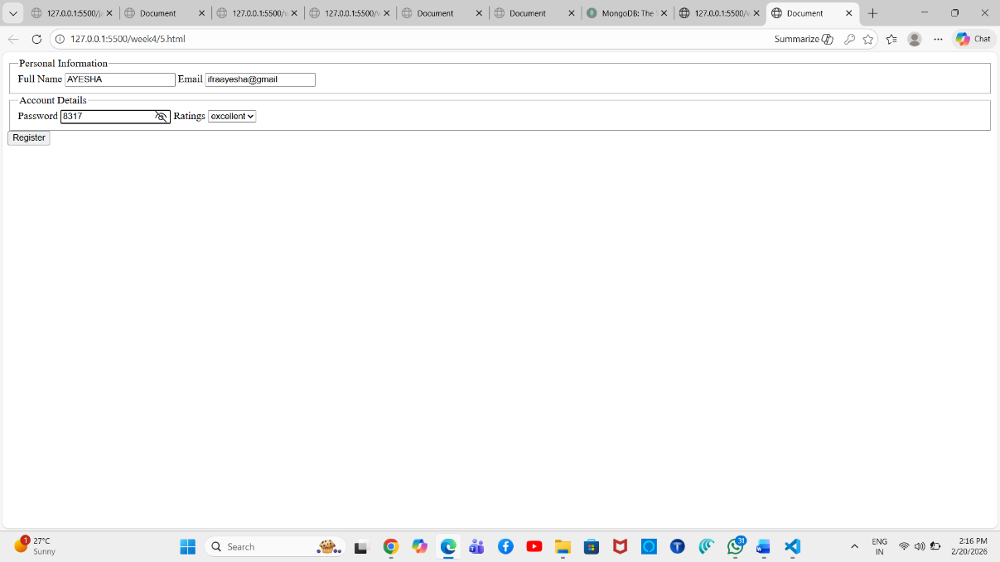 127.0.0.1:5500/j
Document
127.0.0.1:5500/w
127.0.0.1:5500/w
Document
Document
MongoDB: The
127.0.0.1:5500/w
Document
127.0.0.1:5500/week4/5.html
Summarize
Chat
Personal Information
Full Name AYESHA Email ifraayesha@gmail
Account Details
Password 8317 Ratings excellent
Register
1
27°C
Sunny
Search
31
ENG
IN
2:16 PM
2/20/2026